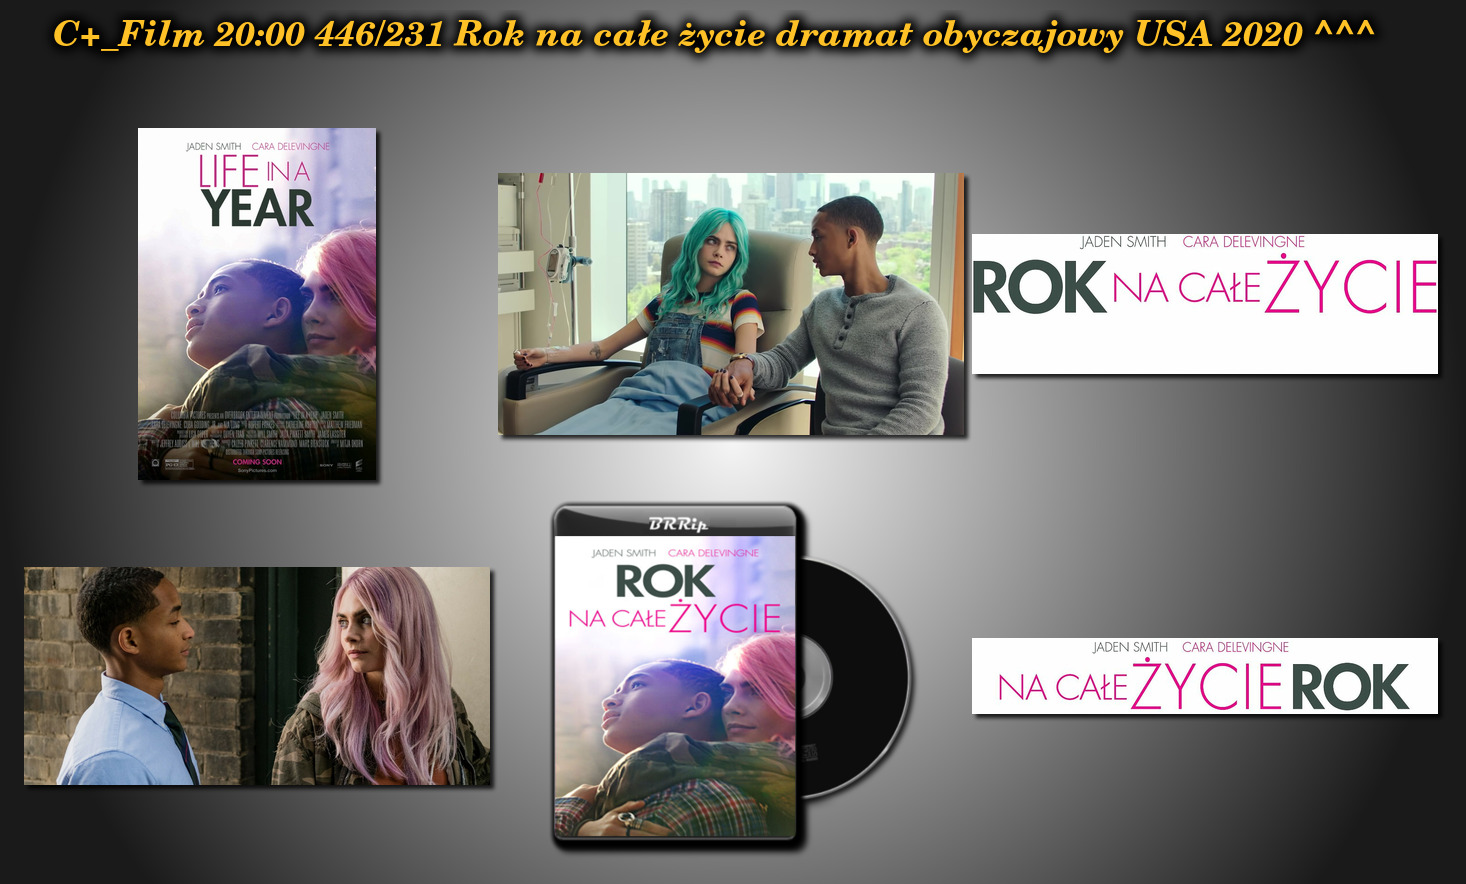 C+_Film 20:00 446/231 Rok na całe życie dramat obyczajowy USA 2020 ^^^
JADEN SMITH CARA DELEVINGNE
LIFE IN A
YEAR
COMING SOON
SonyPictures.com
JADEN SMITH CARA DELEVINGNE
ROK NA CAŁE ŻYCIE
BRRip
JADEN SMITH CARA DELEVINGNE
ROK
NA CAŁE ŻYCIE
JADEN SMITH CARA DELEVINGNE
NA CAŁE ŻYCIE ROK